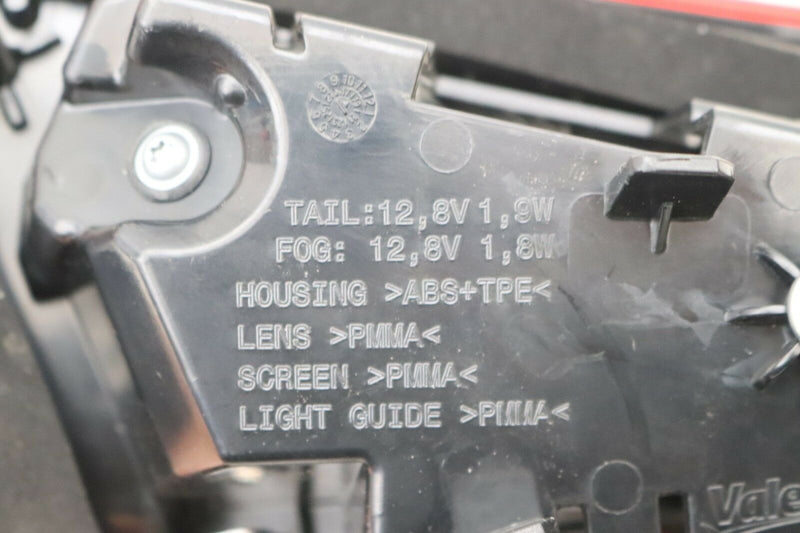 TAIL:12,8V 1,9W
FOG: 12,8V 1,8W
HOUSING >ABS+TPE<
LENS >PMMA<
SCREEN >PMMA<
LIGHT GUIDE >PMMA<
Vale